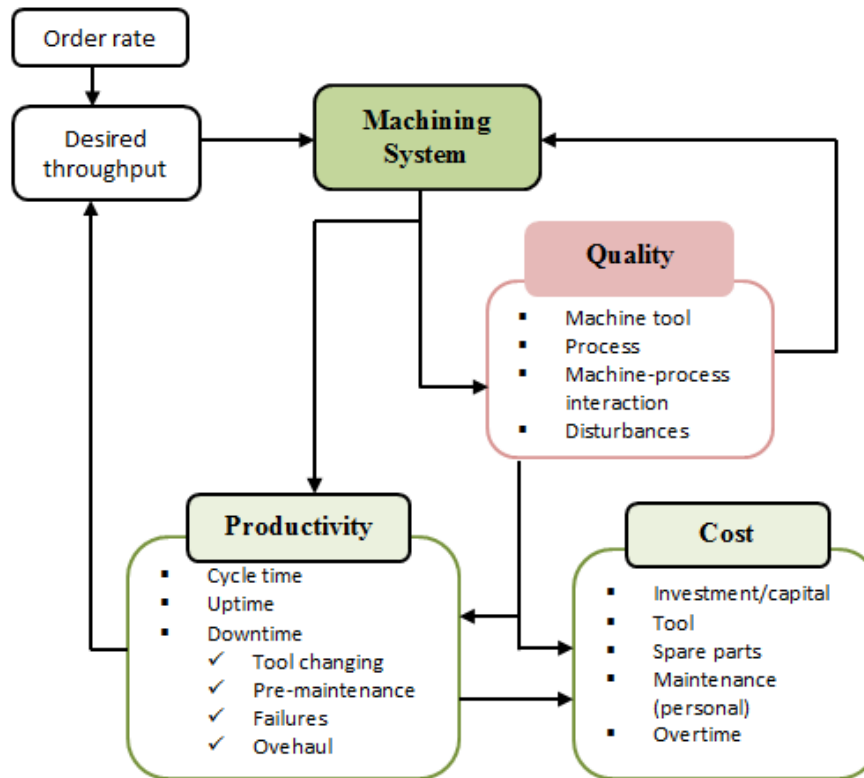 Order rate
Desired
throughput
Machining
System
Quality
▪ Machine tool
▪ Process
▪ Machine-process
interaction
▪ Disturbances
Productivity
▪ Cycle time
▪ Uptime
▪ Downtime
✓ Tool changing
✓ Pre-maintenance
✓ Failures
✓ Ovehaul
Cost
▪ Investment/capital
▪ Tool
▪ Spare parts
▪ Maintenance
(personal)
▪ Overtime